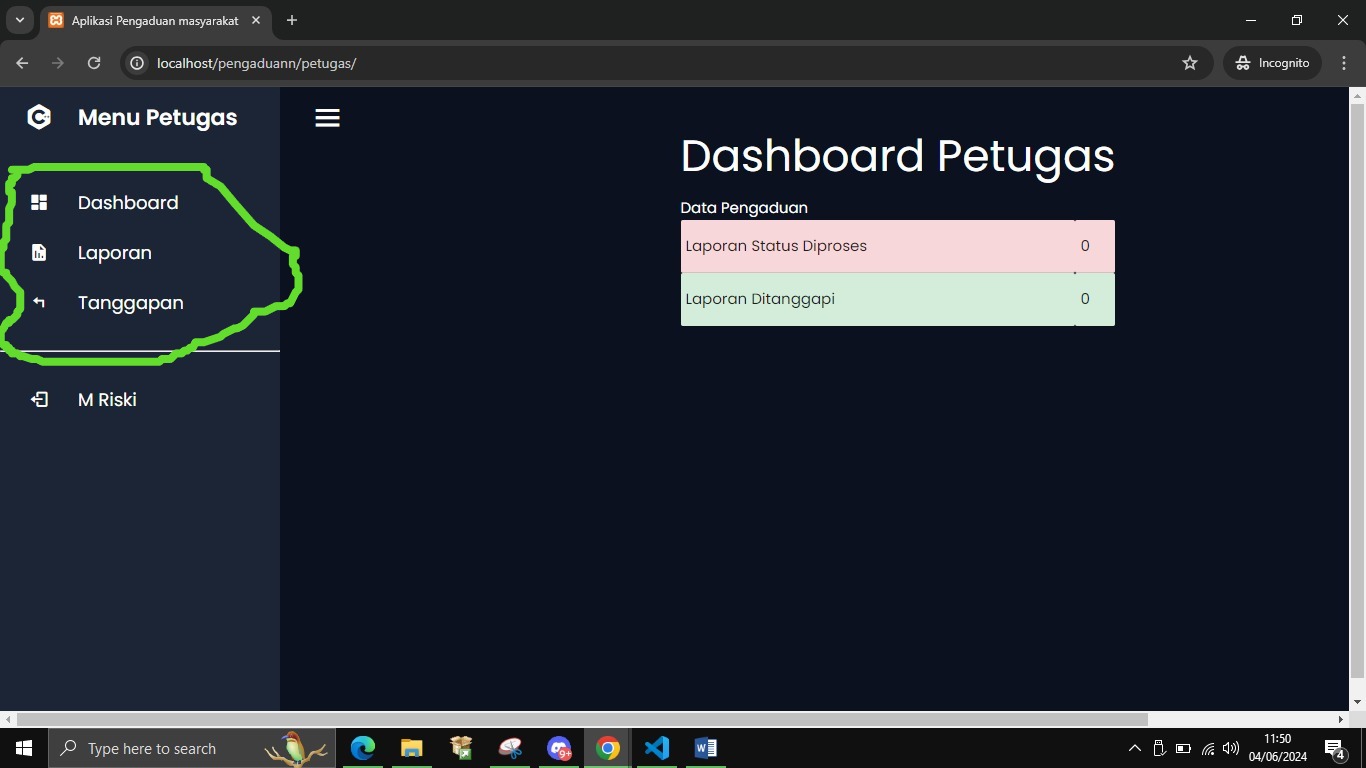 Aplikasi Pengaduan masyarakat
localhost/pengaduann/petugas/
Incognito
Menu Petugas
Dashboard
Laporan
Tanggapan
M Riski
Dashboard Petugas
Data Pengaduan
Laporan Status Diproses 0
Laporan Ditanggapi 0
Type here to search
9+
W
11:50
04/06/2024
4